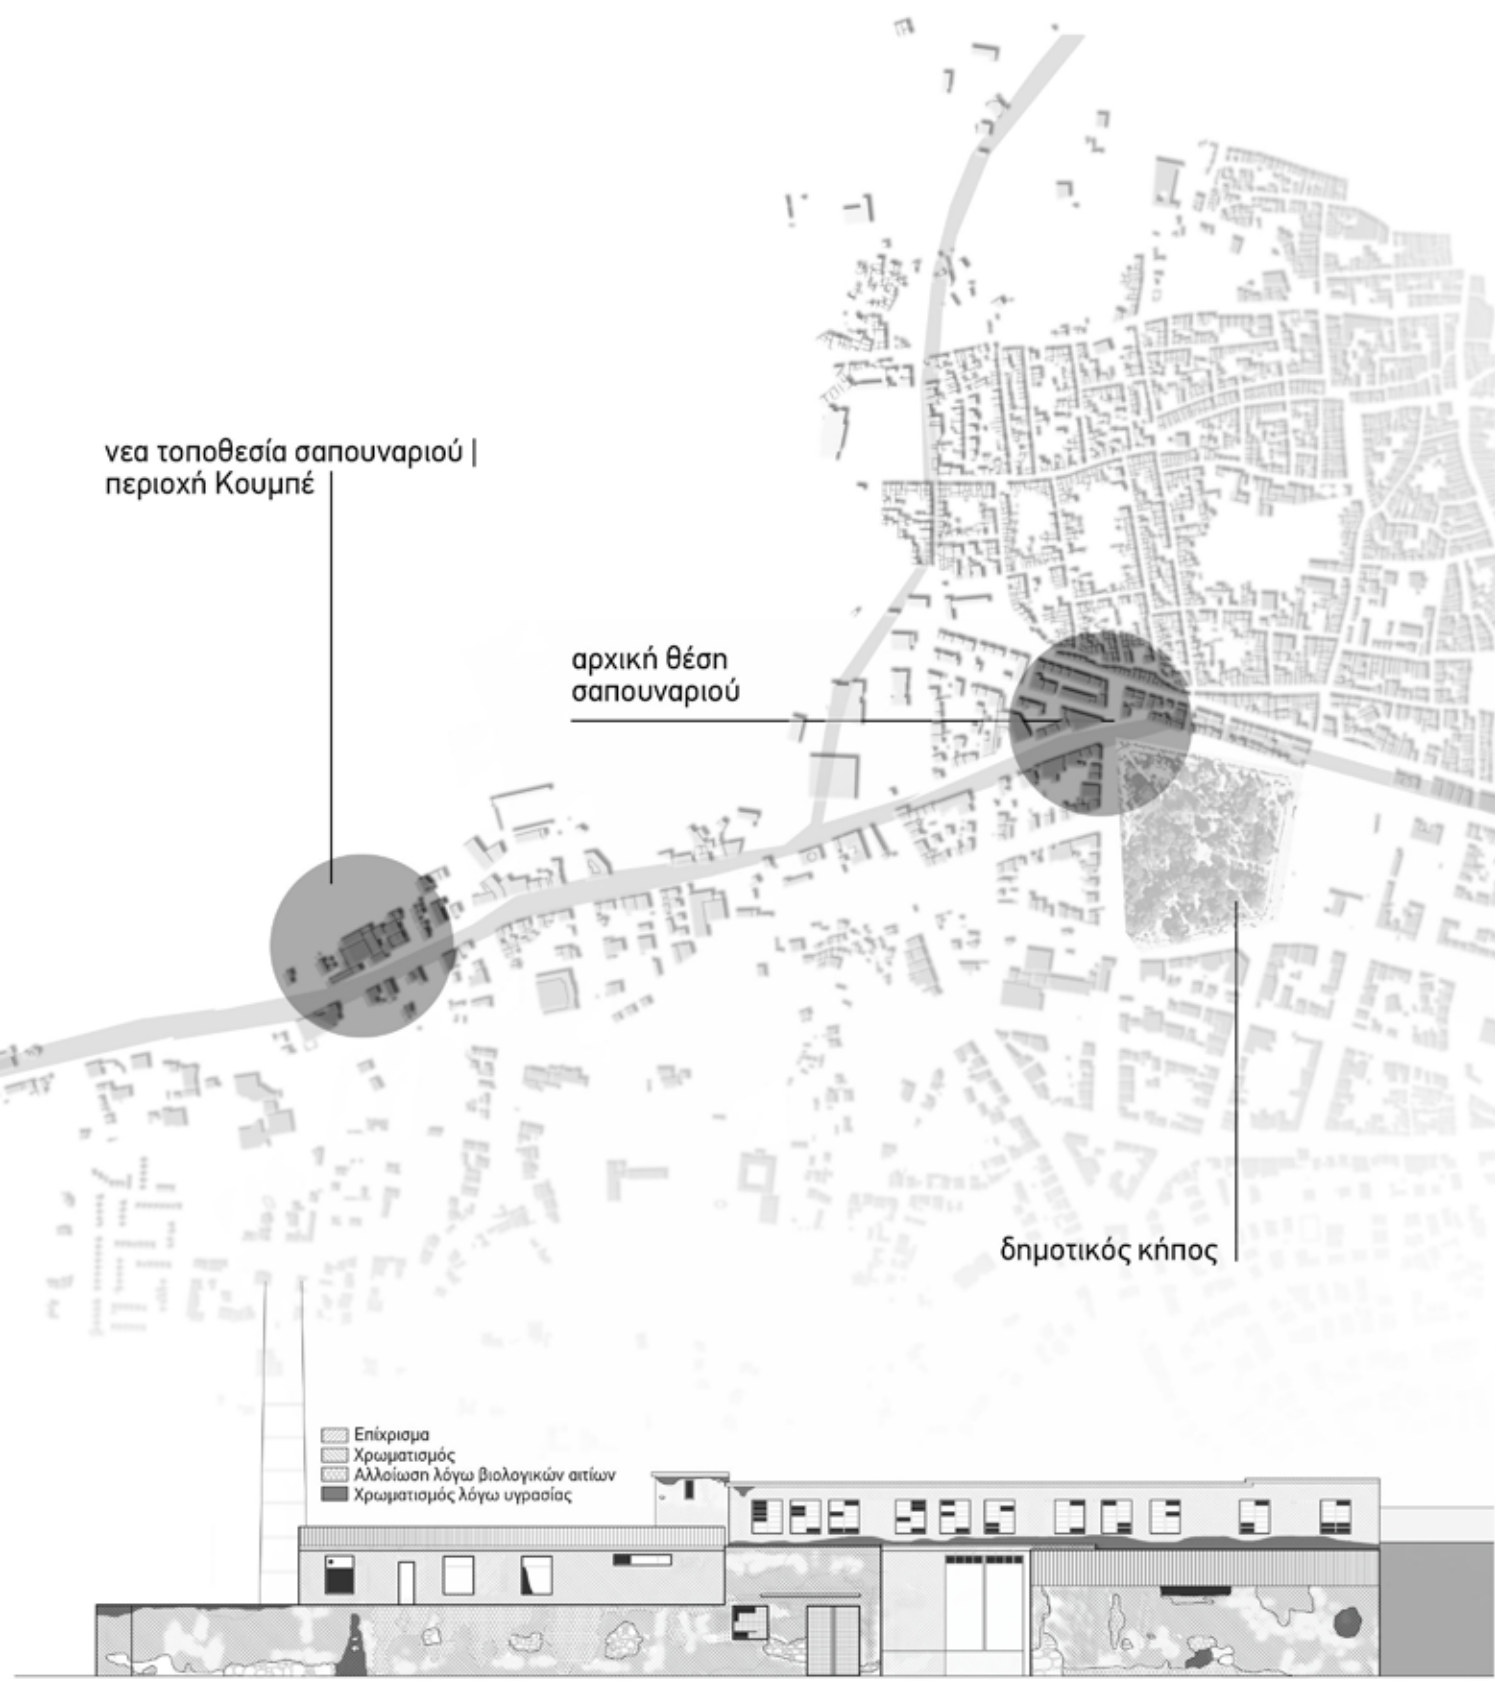 νεα τοποθεσία σαπουναριού |
περιοχή Κουμπέ
αρχική θέση
σαπουναριού
δημοτικός κήπος
Επίχρισμα
Χρωματισμός
Αλλοίωση λόγω βιολογικών αιτίων
Χρωματισμός λόγω υγρασίας